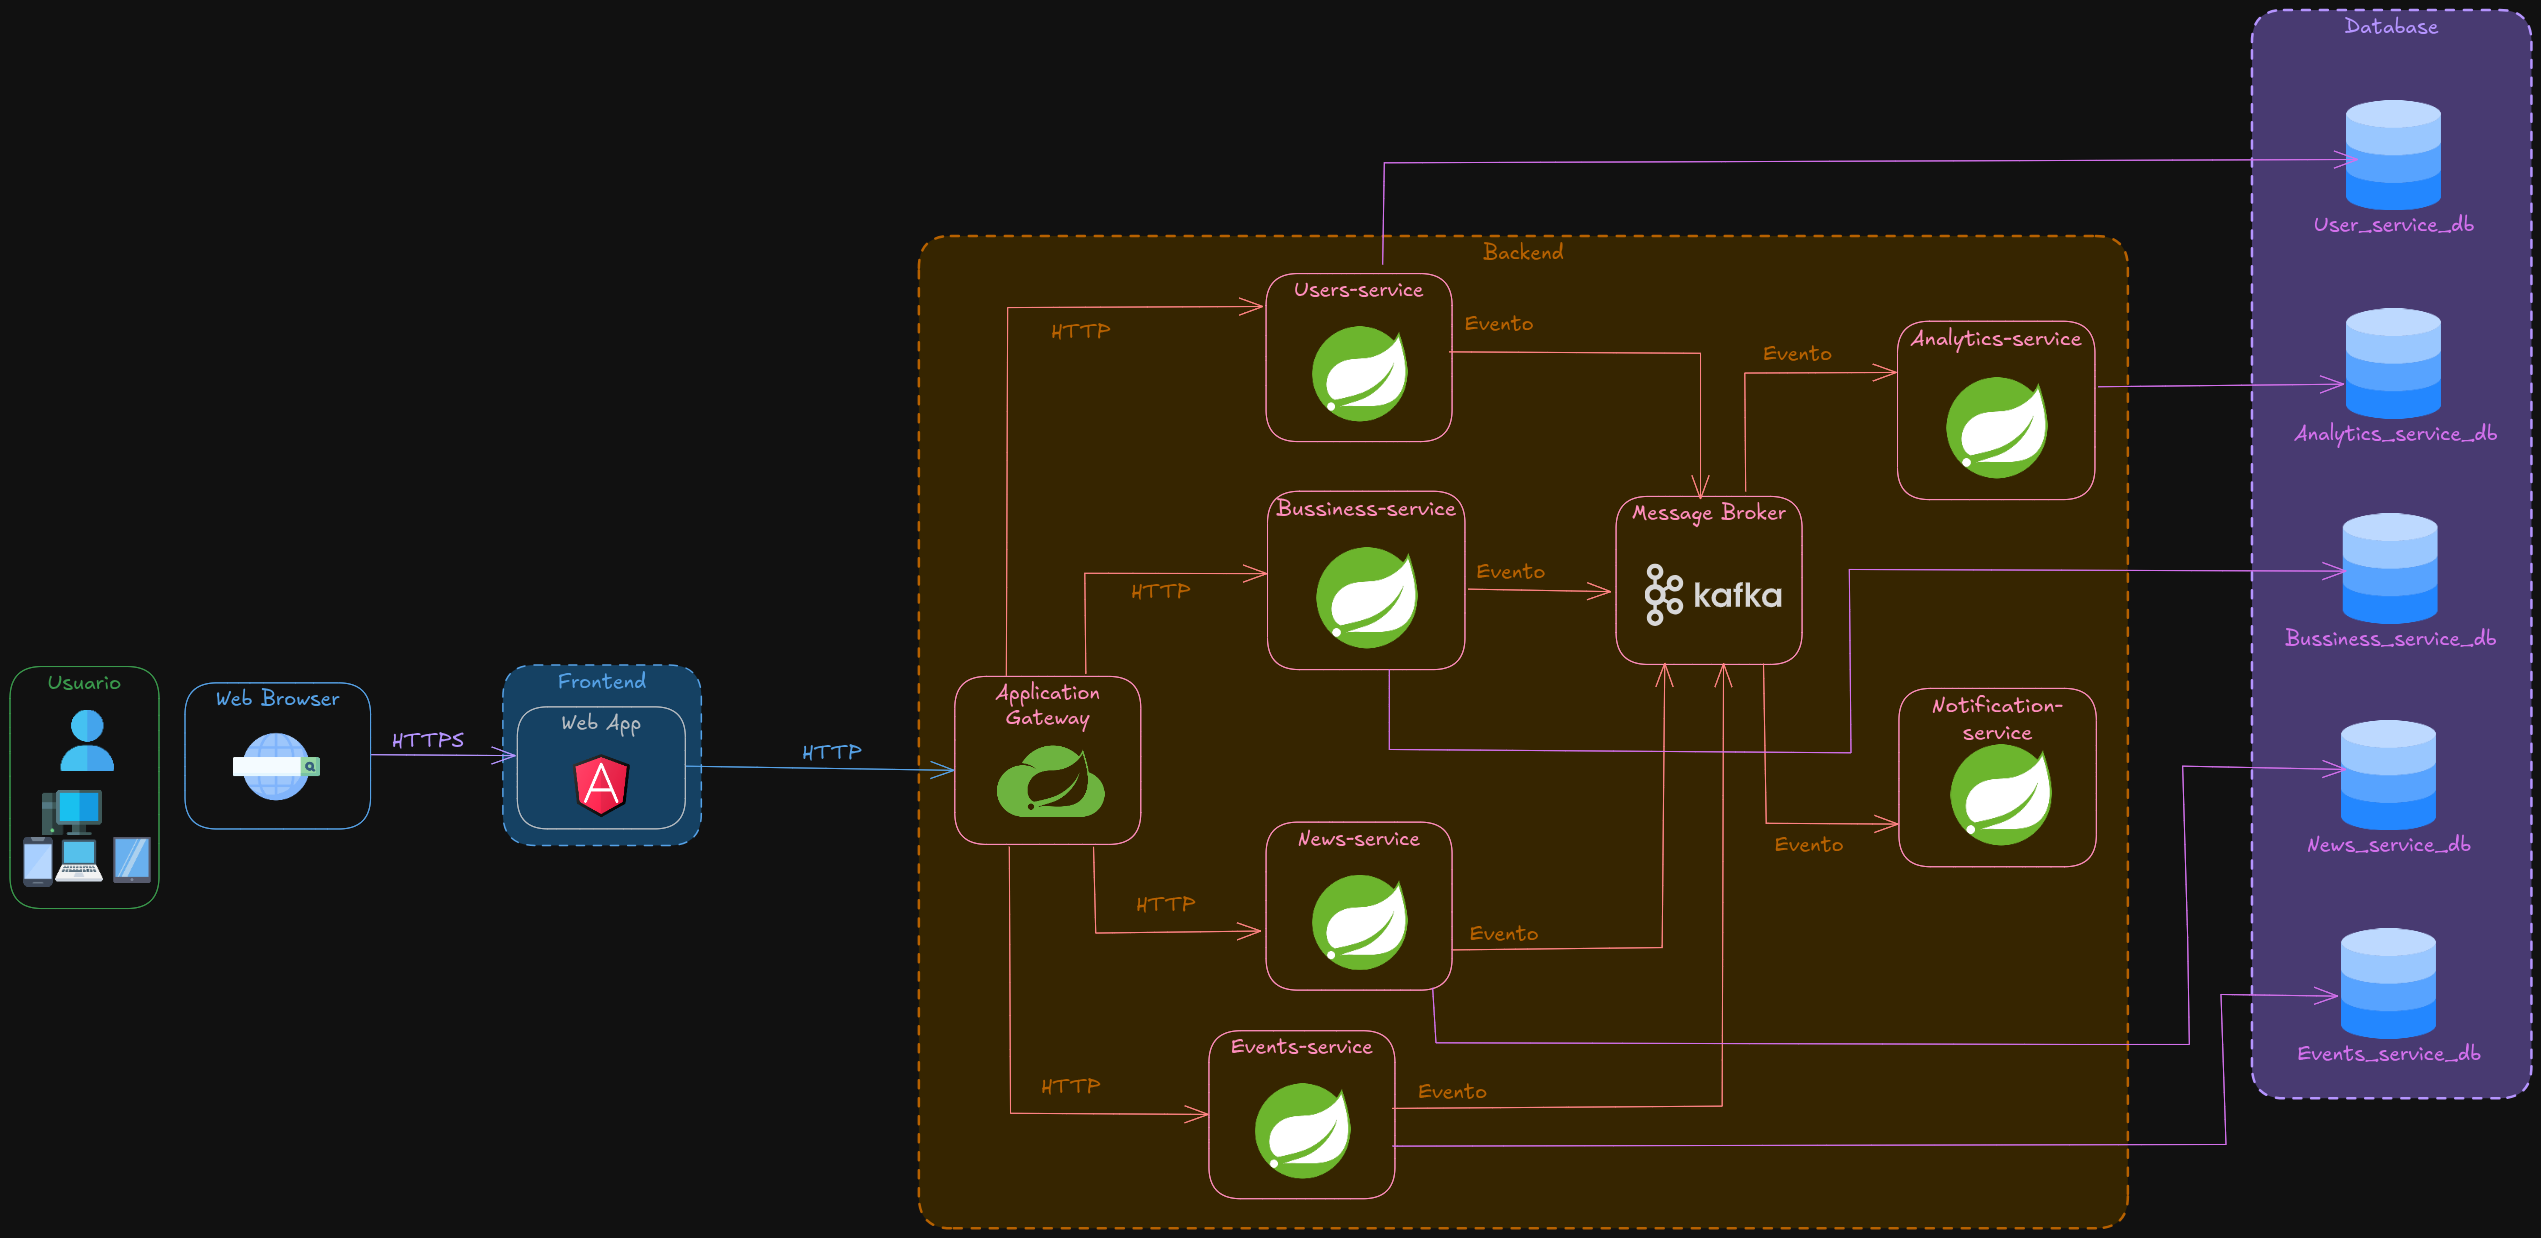 Database
User_service_db
Backend
Users-service
HTTP
Evento
Analytics-service
Evento
Analytics_service_db
Bussiness-service
Message Broker
Evento
HTTP
kafka
Bussiness_service_db
Usuario
Web Browser
Frontend
Web App
HTTPS
HTTP
Application
Gateway
Notification-
service
News-service
Evento
News_service_db
HTTP
Evento
Events-service
Events_service_db
HTTP
Evento